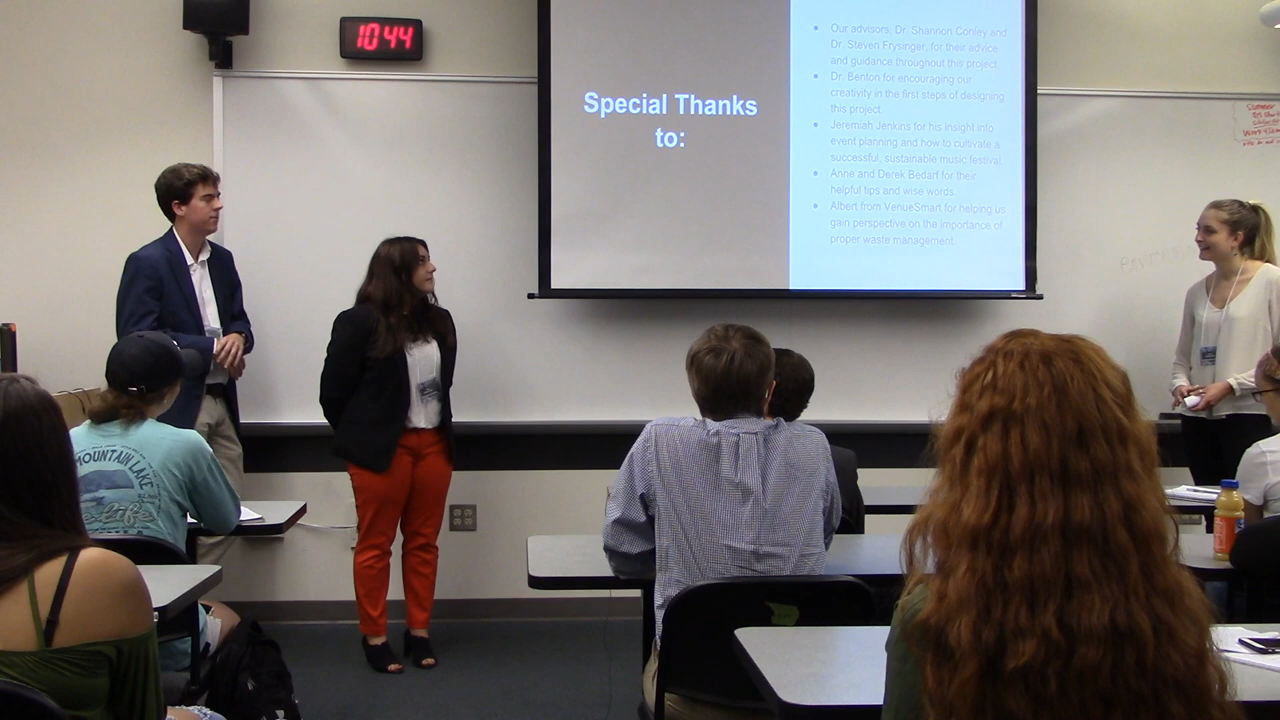 10 44
Special Thanks
to:
Our advisors, Dr. Shannon Conley and
Dr. Steven Frysinger, for their advice
and guidance throughout this project.
Dr. Benton for encouraging our
creativity in the first steps of designing
this project.
Jeremiah Jenkins for his insight into
event planning and how to cultivate a
successful, sustainable music festival.
Anne and Derek Bedarf for their
helpful tips and wise words.
Albert from VenueSmart for helping us
gain perspective on the importance of
proper waste management.
MOUNTAIN LAKE